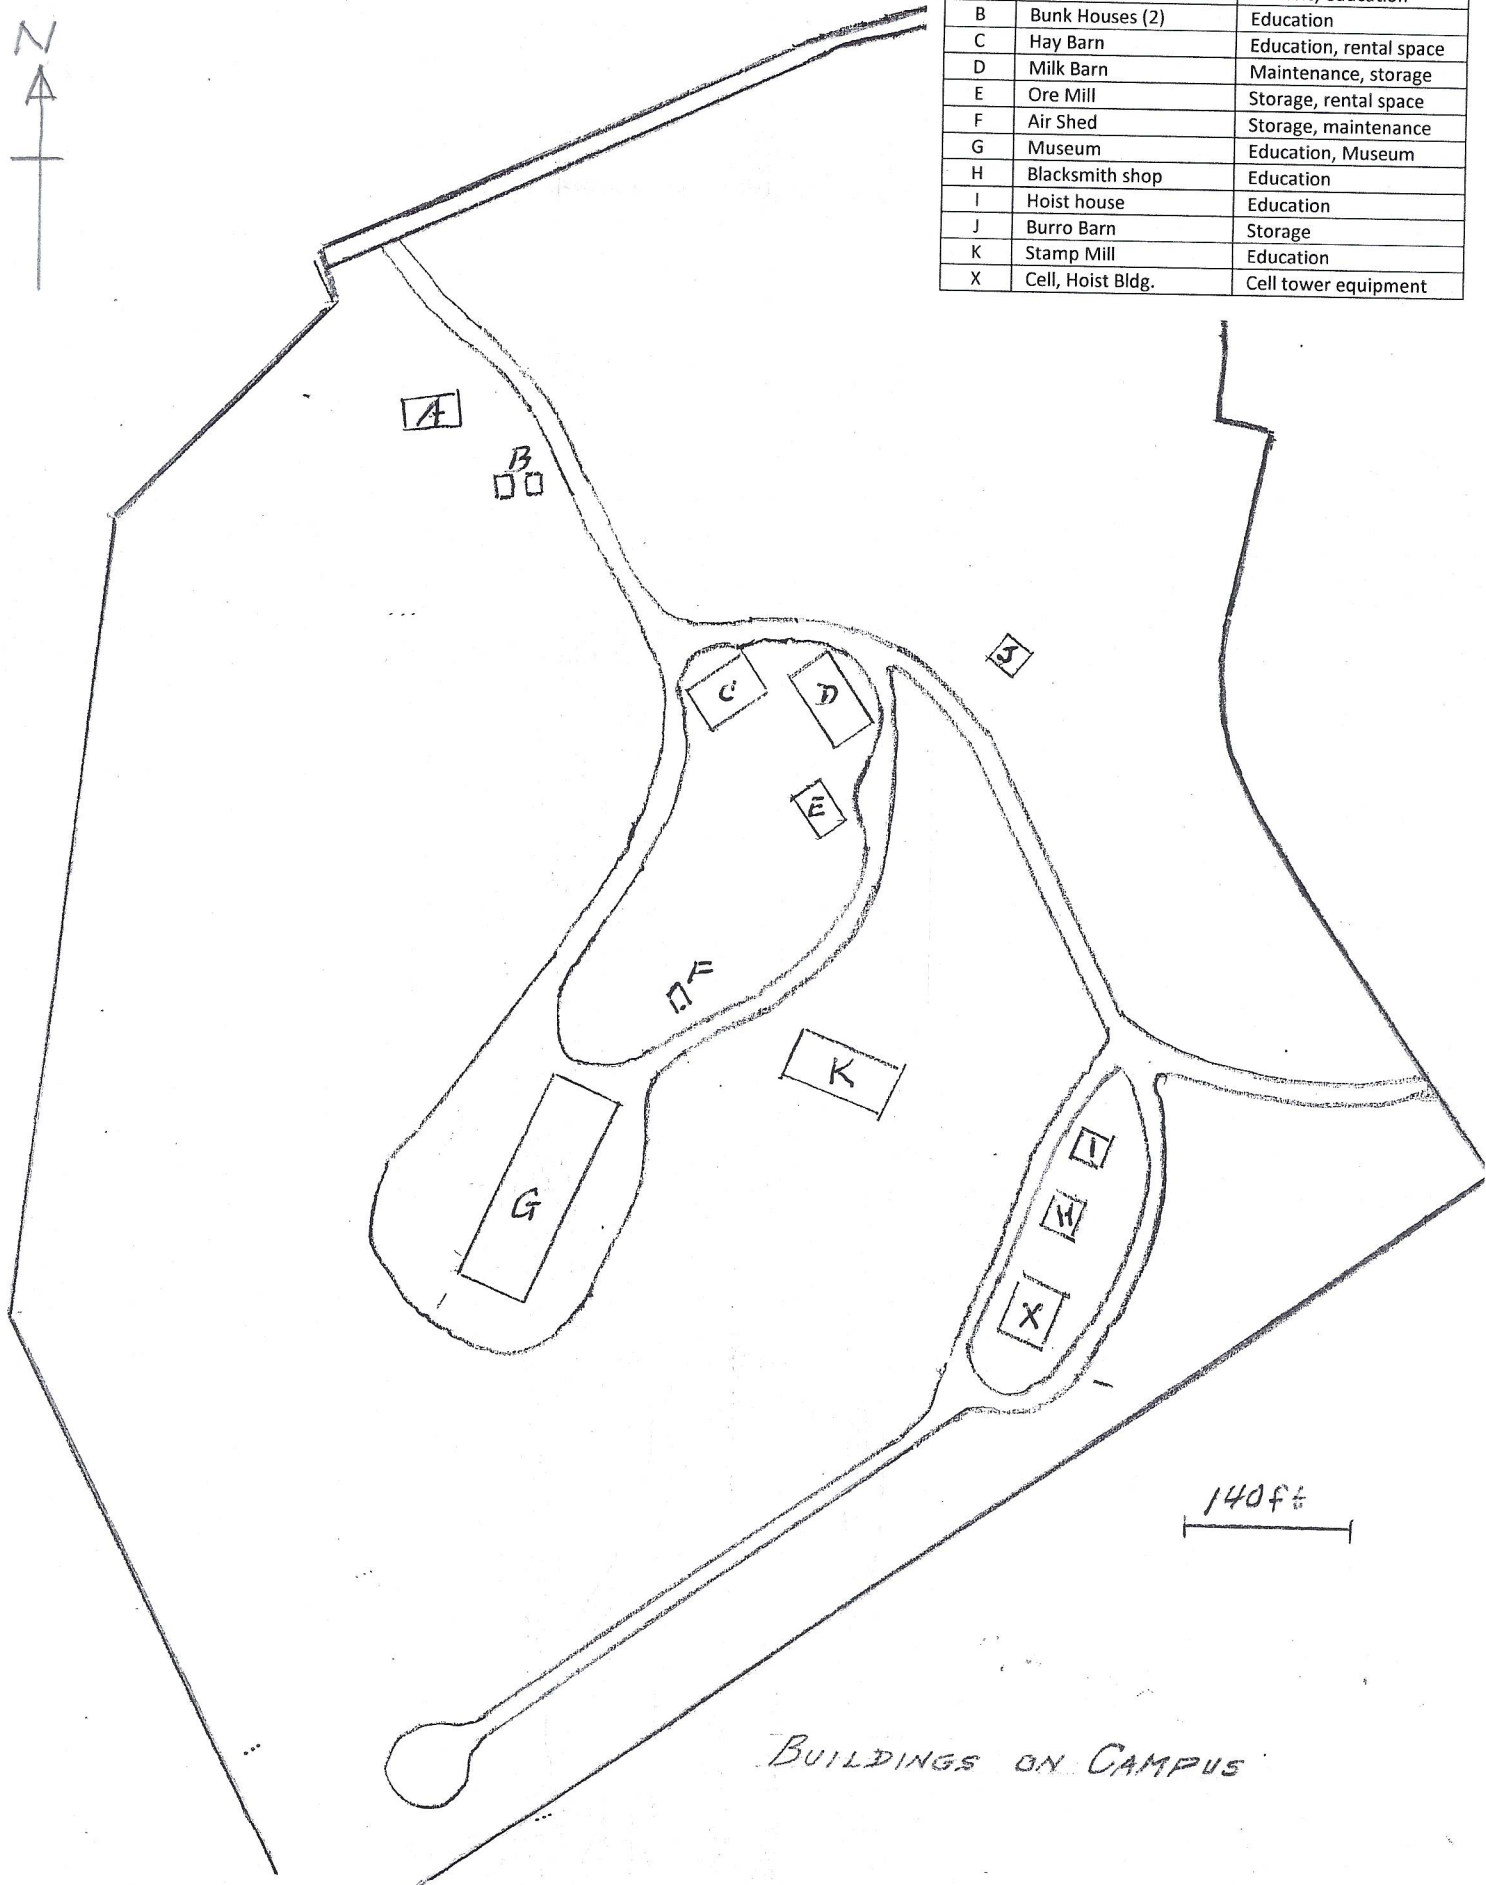 N
education
B Bunk Houses (2) Education
C Hay Barn Education, rental space
D Milk Barn Maintenance, storage
E Ore Mill Storage, rental space
F Air Shed Storage, maintenance
G Museum Education, Museum
H Blacksmith shop Education
I Hoist house Education
J Burro Barn Storage
K Stamp Mill Education
X Cell, Hoist Bldg. Cell tower equipment
A
B
J
C
D
E
F
K
I
G
H
X
140ft
BUILDINGS ON CAMPUS